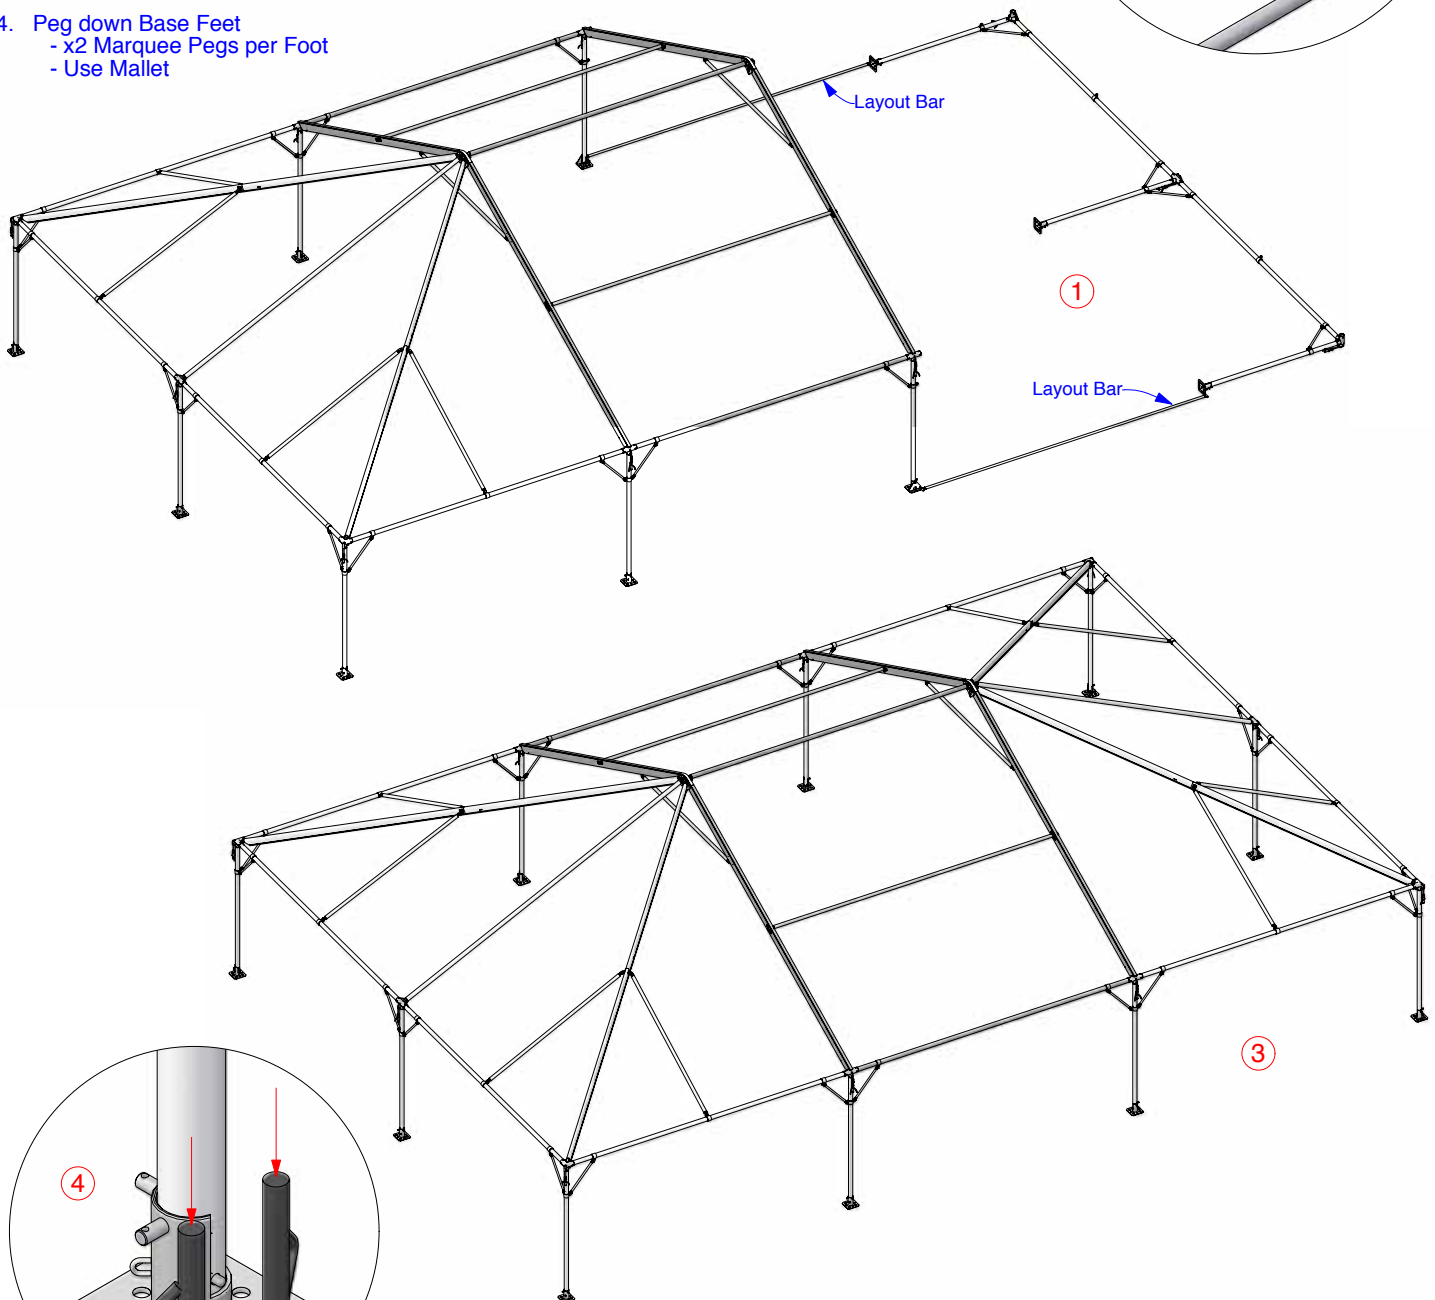 4. Peg down Base Feet
- x2 Marquee Pegs per Foot
- Use Mallet
Layout Bar
1
Layout Bar
3
4